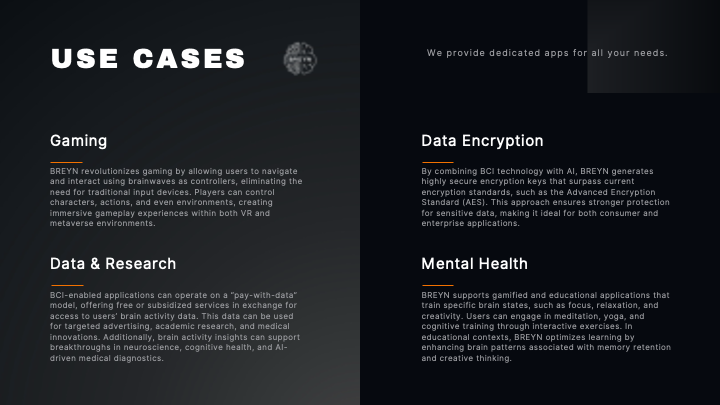 USE CASES
BREYN
We provide dedicated apps for all your needs.
Gaming
BREYN revolutionizes gaming by allowing users to navigate
and interact using brainwaves as controllers, eliminating the
need for traditional input devices. Players can control
characters, actions, and even environments, creating
immersive gameplay experiences within both VR and
metaverse environments.
Data Encryption
By combining BCI technology with AI, BREYN generates
highly secure encryption keys that surpass current
encryption standards, such as the Advanced Encryption
Standard (AES). This approach ensures stronger protection
for sensitive data, making it ideal for both consumer and
enterprise applications.
Data & Research
BCI-enabled applications can operate on a "pay-with-data"
model, offering free or subsidized services in exchange for
access to users' brain activity data. This data can be used
for targeted advertising, academic research, and medical
innovations. Additionally, brain activity insights can support
breakthroughs in neuroscience, cognitive health, and AI-
driven medical diagnostics.
Mental Health
BREYN supports gamified and educational applications that
train specific brain states, such as focus, relaxation, and
creativity. Users can engage in meditation, yoga, and
cognitive training through interactive exercises. In
educational contexts, BREYN optimizes learning by
enhancing brain patterns associated with memory retention
and creative thinking.